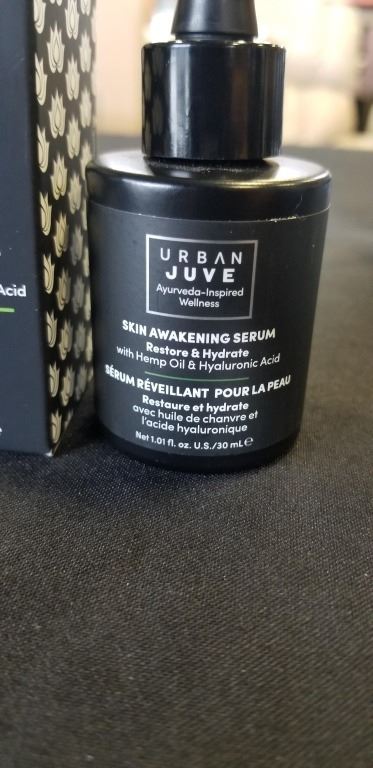 URBAN
JUVE
Ayurveda-Inspired
Wellness
SKIN AWAKENING SERUM
Restore & Hydrate
with Hemp Oil & Hyaluronic Acid
SÉRUM RÉVEILLANT POUR LA PEAU
Restaure et hydrate
avec huile de chanvre et
l'acide hyaluronique
Net 1.01 fl. oz. U.S./30 mL℮
Acid